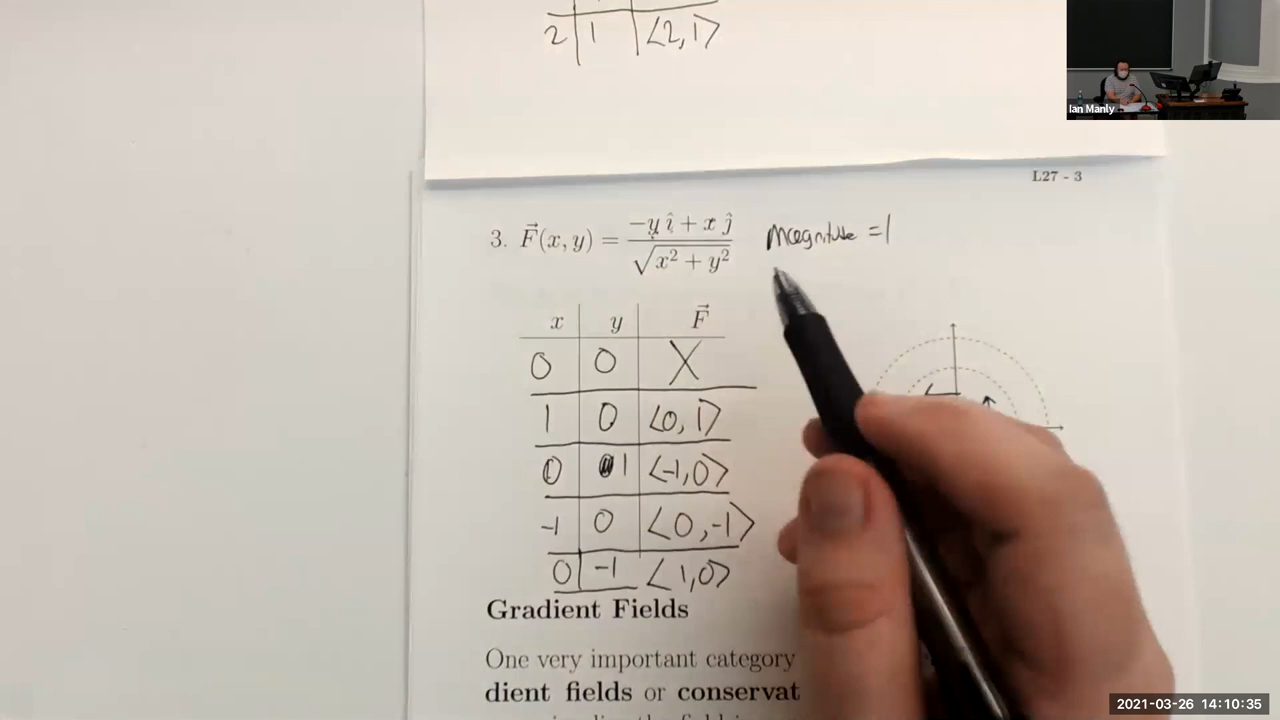 2 1 <2,1>
Ian Manly
L27 - 3
3. F⃗(x, y) = (-y î + x ĵ) / √(x² + y²) Magnitude = 1
x y F⃗
0 0 X
1 0 <0, 1>
0 1 <-1,0>
-1 0 <0,-1>
0 -1 <1,0>
Gradient Fields
One very important category
dient fields or conservat
2021-03-26 14:10:35